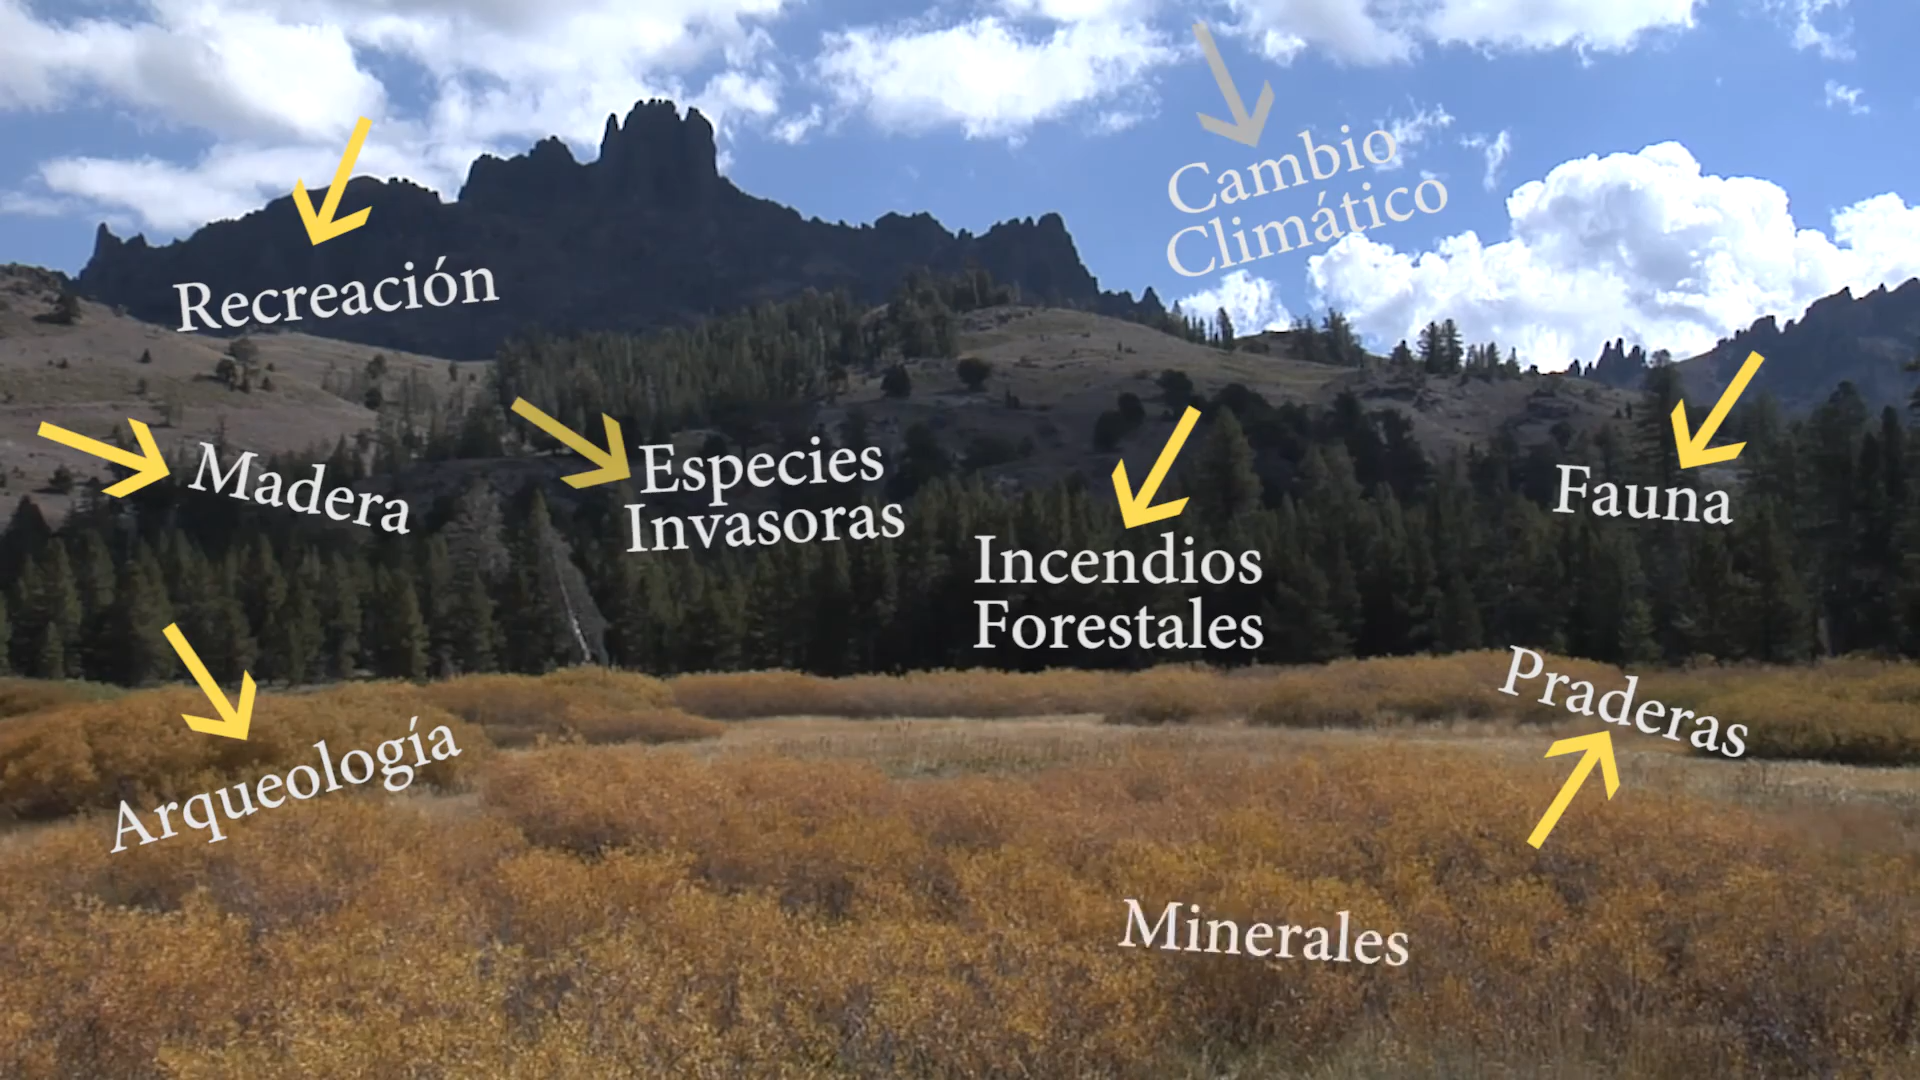 Cambio
Climático
Recreación
Madera
Especies
Invasoras
Incendios
Forestales
Fauna
Praderas
Arqueología
Minerales